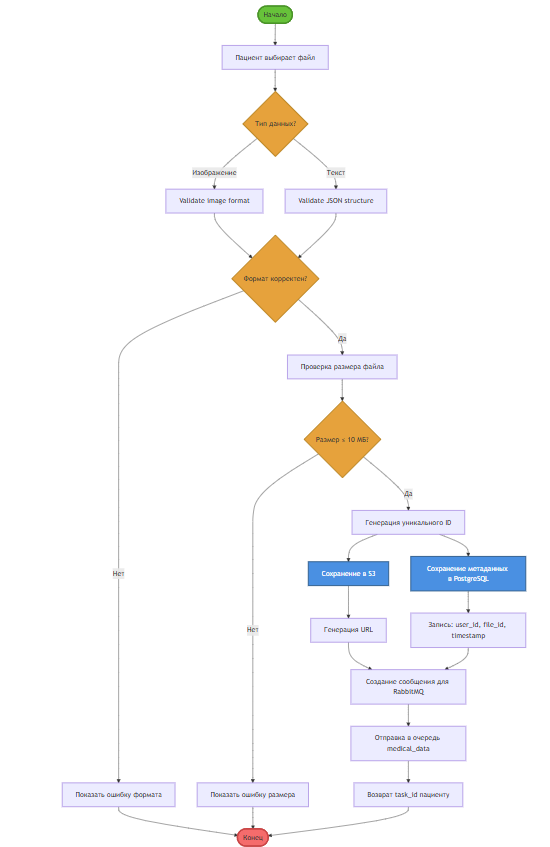 Начало
Пациент выбирает файл
Тип данных?
Изображение
Текст
Validate image format
Validate JSON structure
Формат корректен?
Да
Проверка размера файла
Размер ≤ 10 МБ?
Да
Генерация уникального ID
Сохранение в S3
Сохранение метаданных
в PostgreSQL
Нет
Нет
Генерация URL
Запись: user_id, file_id,
timestamp
Создание сообщения для
RabbitMQ
Отправка в очередь
medical_data
Показать ошибку формата
Показать ошибку размера
Возврат task_id пациенту
Конец